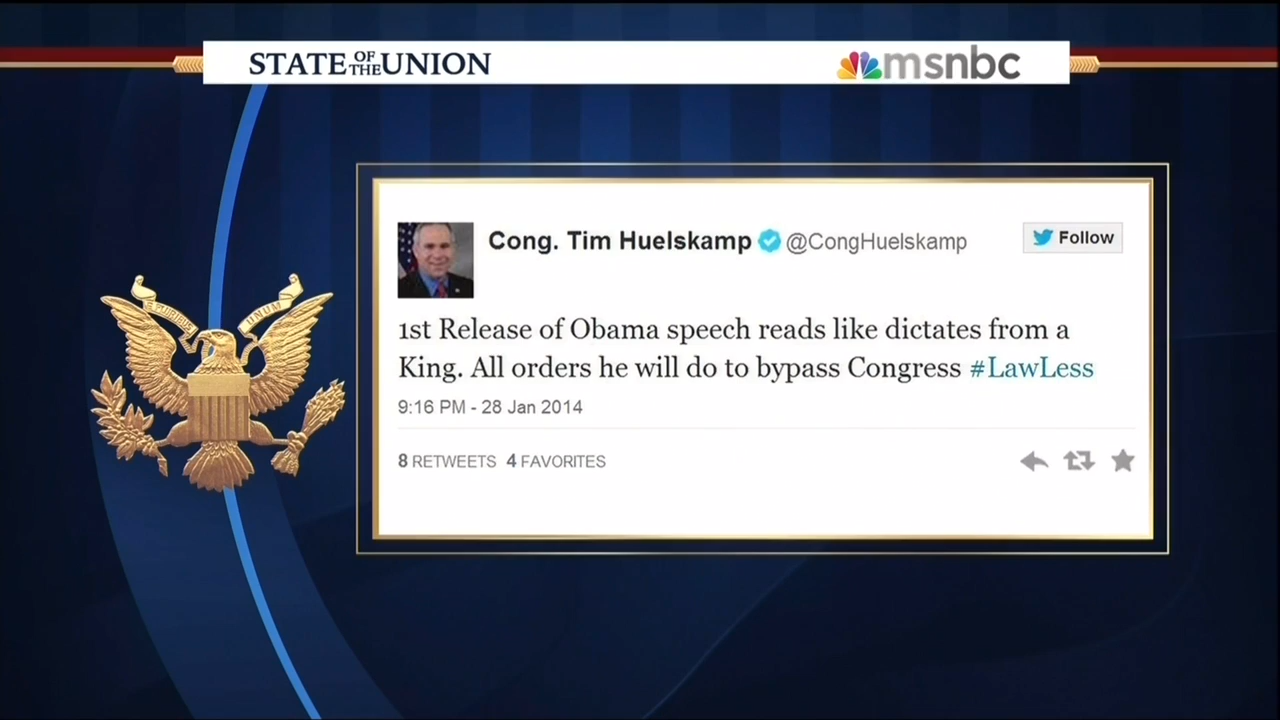 STATE OF THE UNION
msnbc
E PLURIBUS
UNUM
Cong. Tim Huelskamp @CongHuelskamp
Follow
1st Release of Obama speech reads like dictates from a
King. All orders he will do to bypass Congress #LawLess
9:16 PM - 28 Jan 2014
8 RETWEETS 4 FAVORITES